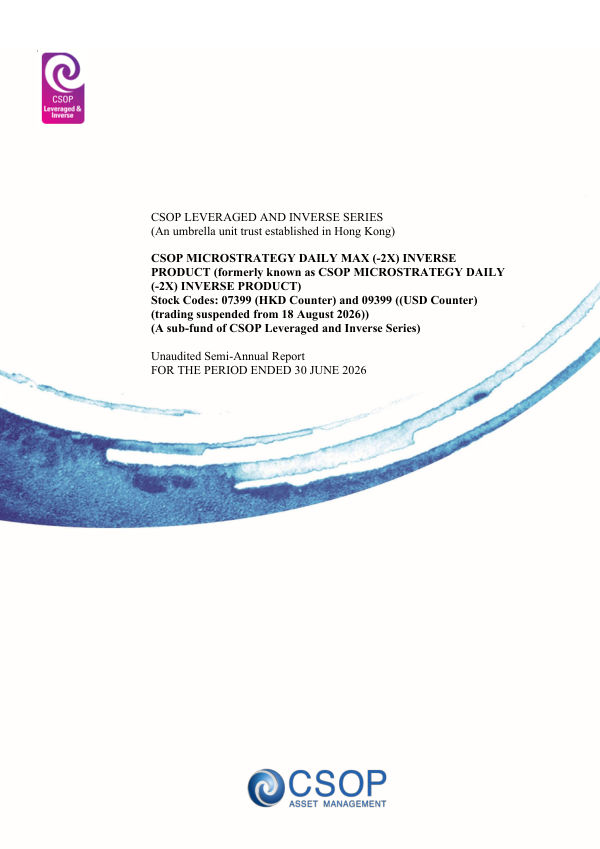 CSOP
Leveraged &
Inverse
CSOP LEVERAGED AND INVERSE SERIES
(An umbrella unit trust established in Hong Kong)
CSOP MICROSTRATEGY DAILY MAX (-2X) INVERSE
PRODUCT (formerly known as CSOP MICROSTRATEGY DAILY
(-2X) INVERSE PRODUCT)
Stock Codes: 07399 (HKD Counter) and 09399 ((USD Counter)
(trading suspended from 18 August 2026))
(A sub-fund of CSOP Leveraged and Inverse Series)
Unaudited Semi-Annual Report
FOR THE PERIOD ENDED 30 JUNE 2026
CSOP
ASSET MANAGEMENT